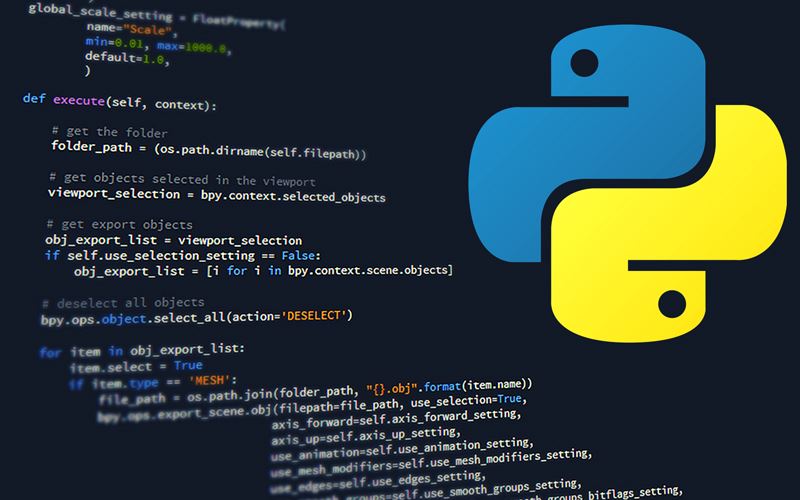 global_scale_setting = FloatProperty(
name="Scale",
min=0.01, max=1000.0,
default=1.0,
)
def execute(self, context):
# get the folder
folder_path = (os.path.dirname(self.filepath))
# get objects selected in the viewport
viewport_selection = bpy.context.selected_objects
# get export objects
obj_export_list = viewport_selection
if self.use_selection_setting == False:
obj_export_list = [i for i in bpy.context.scene.objects]
# deselect all objects
bpy.ops.object.select_all(action='DESELECT')
for item in obj_export_list:
item.select = True
if item.type == 'MESH':
file_path = os.path.join(folder_path, "{}.obj".format(item.name))
bpy.ops.export_scene.obj(filepath=file_path, use_selection=True,
axis_forward=self.axis_forward_setting,
axis_up=self.axis_up_setting,
use_animation=self.use_animation_setting,
use_mesh_modifiers=self.use_mesh_modifiers_setting,
use_edges=self.use_edges_setting,
groups=self.use_smooth_groups_setting,
groups_bitflags_setting,